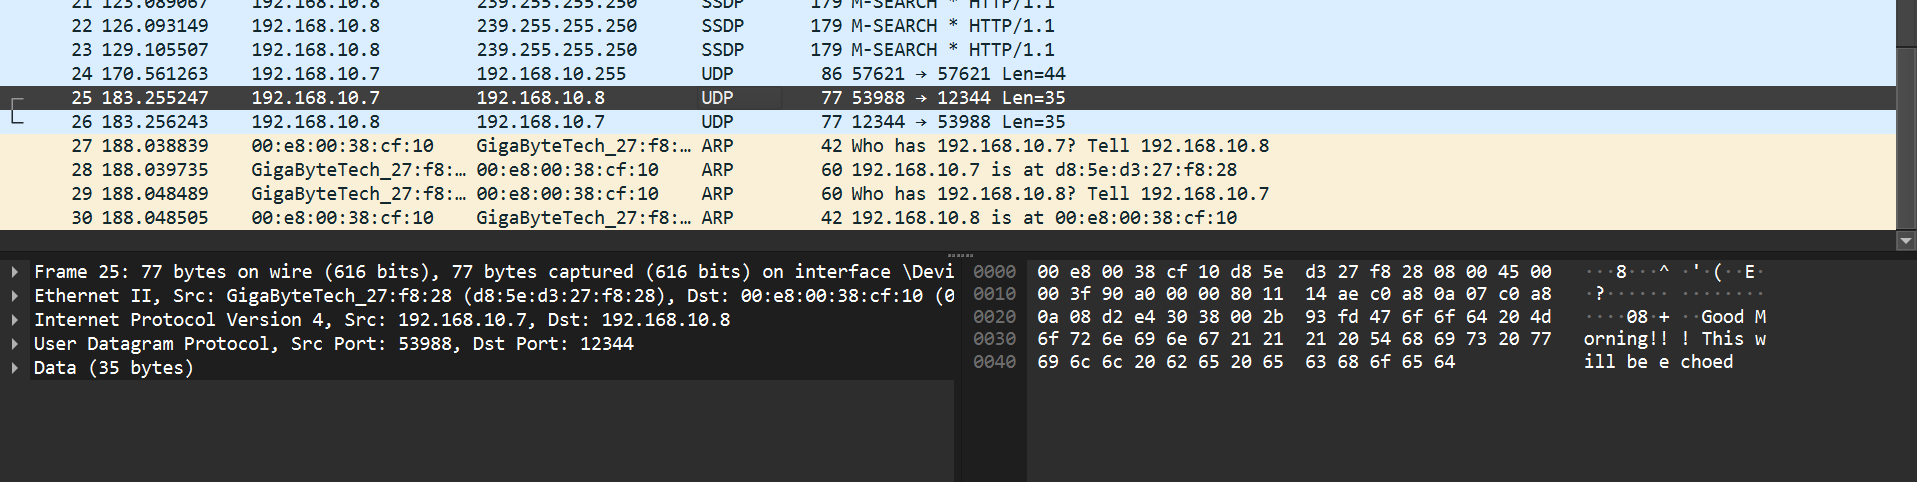 21 125.089067 192.168.10.8 239.255.255.250 SSDP 179 M-SEARCH * HTTP/1.1
22 126.093149 192.168.10.8 239.255.255.250 SSDP 179 M-SEARCH * HTTP/1.1
23 129.105507 192.168.10.8 239.255.255.250 SSDP 179 M-SEARCH * HTTP/1.1
24 170.561263 192.168.10.7 192.168.10.255 UDP 86 57621 → 57621 Len=44
25 183.255247 192.168.10.7 192.168.10.8 UDP 77 53988 → 12344 Len=35
26 183.256243 192.168.10.8 192.168.10.7 UDP 77 12344 → 53988 Len=35
27 188.038839 00:e8:00:38:cf:10 GigaByteTech_27:f8:… ARP 42 Who has 192.168.10.7? Tell 192.168.10.8
28 188.039735 GigaByteTech_27:f8:… 00:e8:00:38:cf:10 ARP 60 192.168.10.7 is at d8:5e:d3:27:f8:28
29 188.048489 GigaByteTech_27:f8:… 00:e8:00:38:cf:10 ARP 60 Who has 192.168.10.8? Tell 192.168.10.7
30 188.048505 00:e8:00:38:cf:10 GigaByteTech_27:f8:… ARP 42 192.168.10.8 is at 00:e8:00:38:cf:10
Frame 25: 77 bytes on wire (616 bits), 77 bytes captured (616 bits) on interface \Devi
Ethernet II, Src: GigaByteTech_27:f8:28 (d8:5e:d3:27:f8:28), Dst: 00:e8:00:38:cf:10 (0
Internet Protocol Version 4, Src: 192.168.10.7, Dst: 192.168.10.8
User Datagram Protocol, Src Port: 53988, Dst Port: 12344
Data (35 bytes)
0000 00 e8 00 38 cf 10 d8 5e d3 27 f8 28 08 00 45 00 ···8···^ ·'·(··E·
0010 00 3f 90 a0 00 00 80 11 14 ae c0 a8 0a 07 c0 a8 ·?······ ········
0020 0a 08 d2 e4 30 38 00 2b 93 fd 47 6f 6f 64 20 4d ····08·+ ··Good M
0030 6f 72 6e 69 6e 67 21 21 21 20 54 68 69 73 20 77 orning!! ! This w
0040 69 6c 6c 20 62 65 20 65 63 68 6f 65 64 ill be e choed